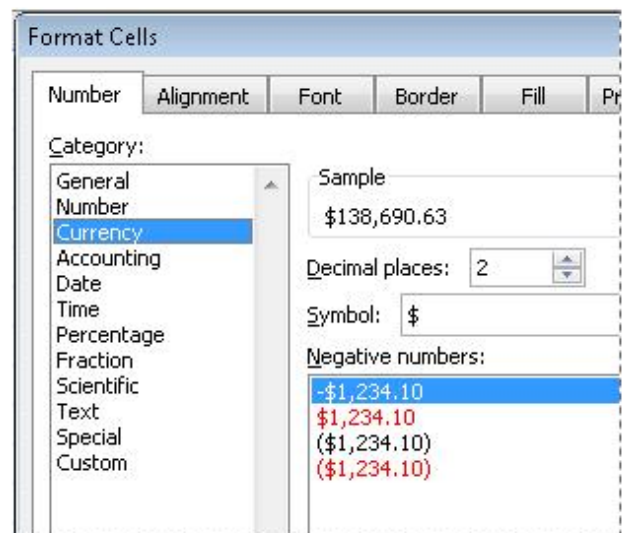 Format Cells
Number Alignment Font Border Fill
Category:
General
Number
Currency
Accounting
Date
Time
Percentage
Fraction
Scientific
Text
Special
Custom
Sample
$138,690.63
Decimal places: 2
Symbol: $
Negative numbers:
-$1,234.10
$1,234.10
($1,234.10)
($1,234.10)